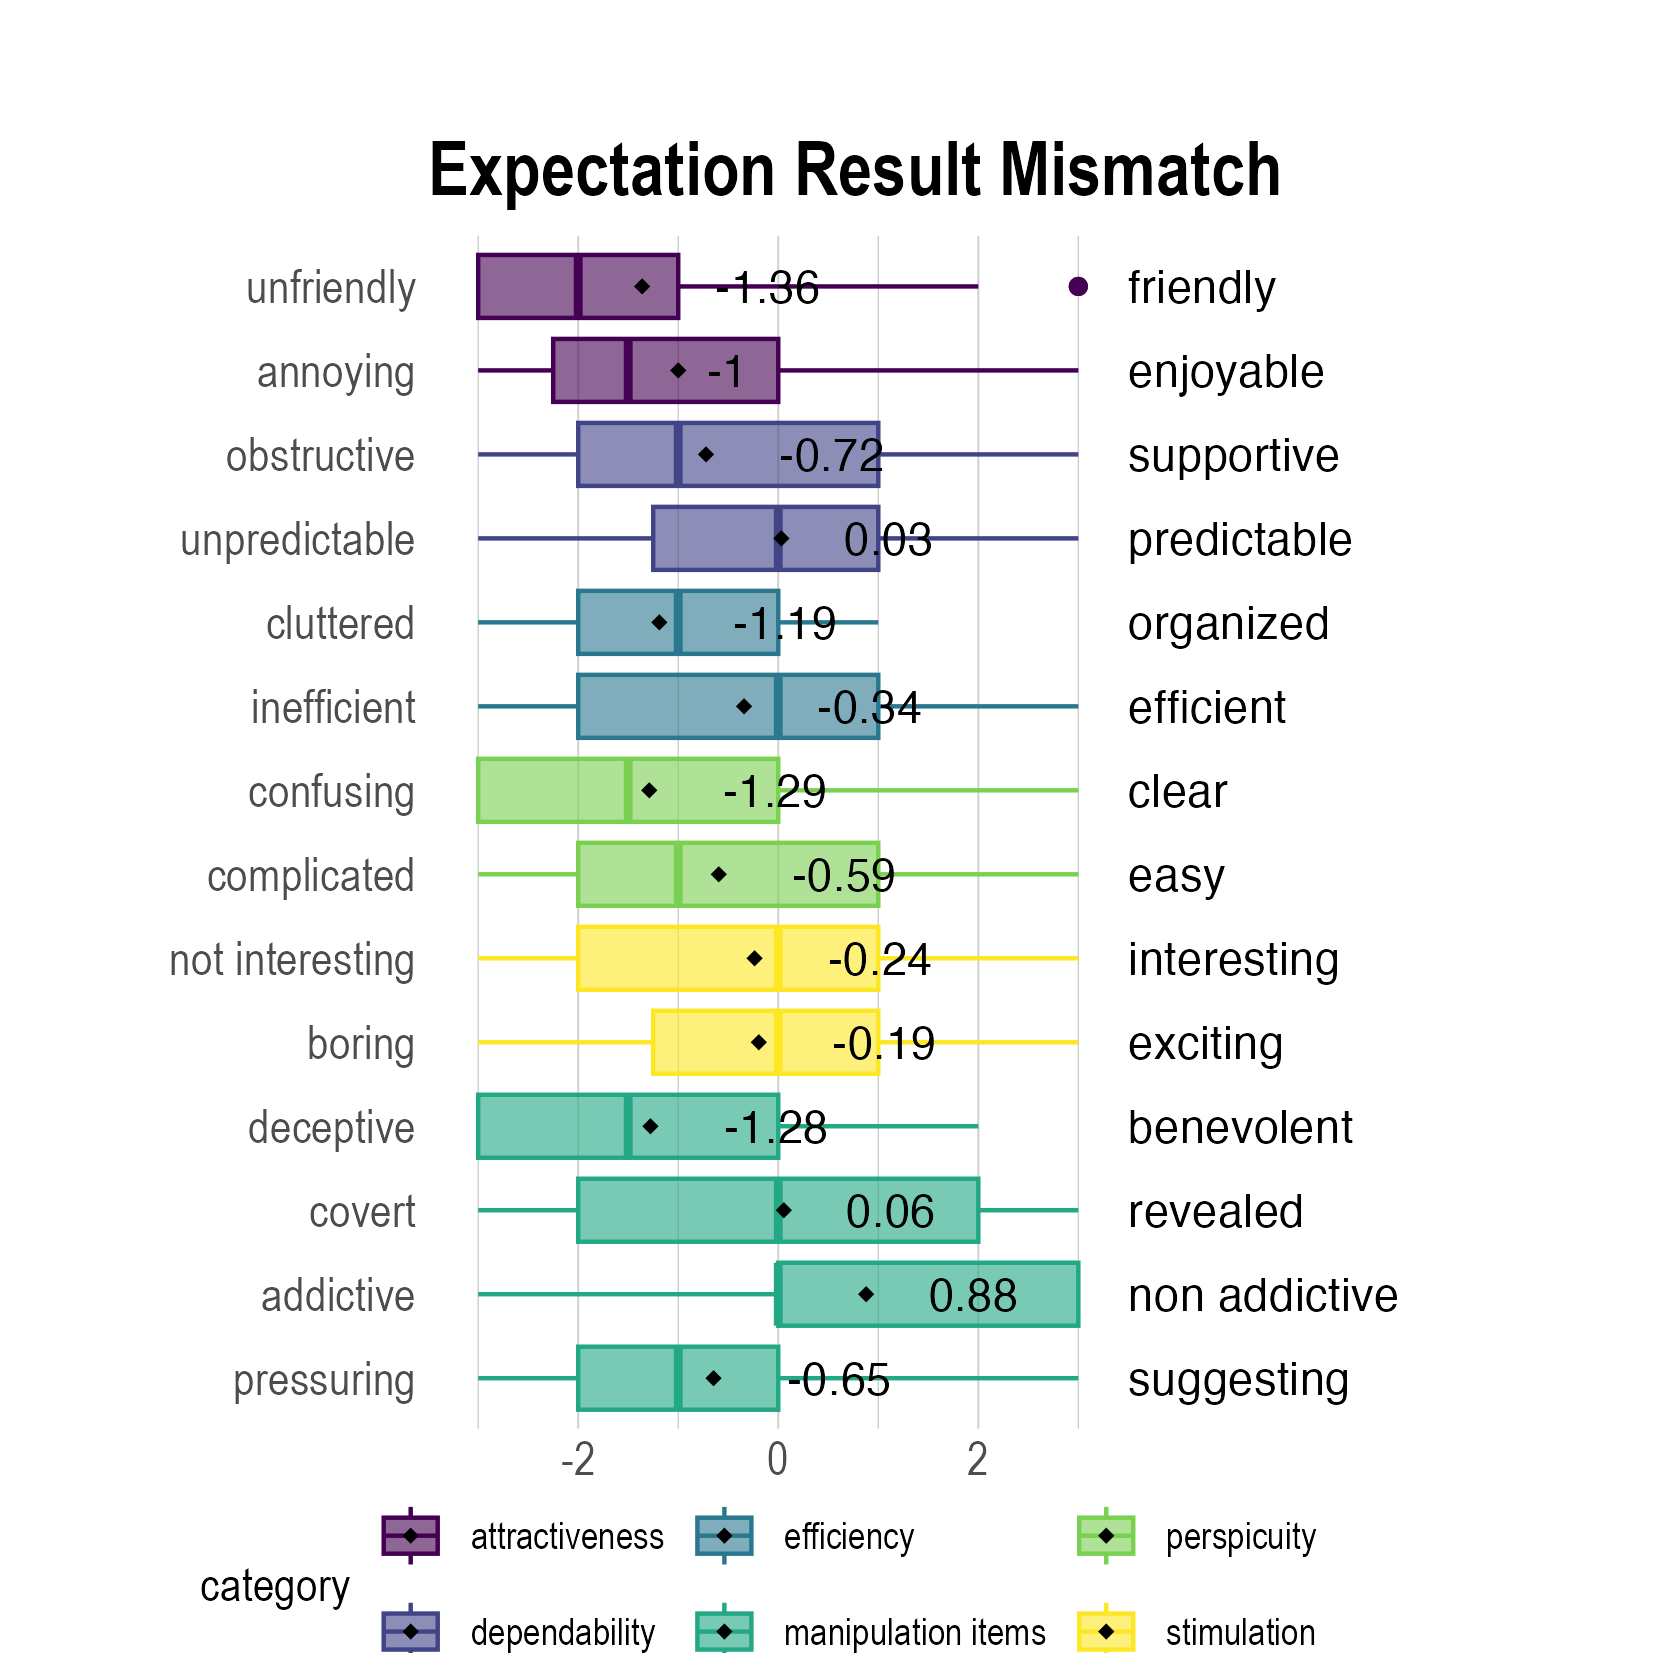 Expectation Result Mismatch
unfriendly -1.36 friendly
annoying -1 enjoyable
obstructive -0.72 supportive
unpredictable 0.03 predictable
cluttered -1.19 organized
inefficient -0.34 efficient
confusing -1.29 clear
complicated -0.59 easy
not interesting -0.24 interesting
boring -0.19 exciting
deceptive -1.28 benevolent
covert 0.06 revealed
addictive 0.88 non addictive
pressuring -0.65 suggesting
-2 0 2
category
attractiveness efficiency perspicuity
dependability manipulation items stimulation